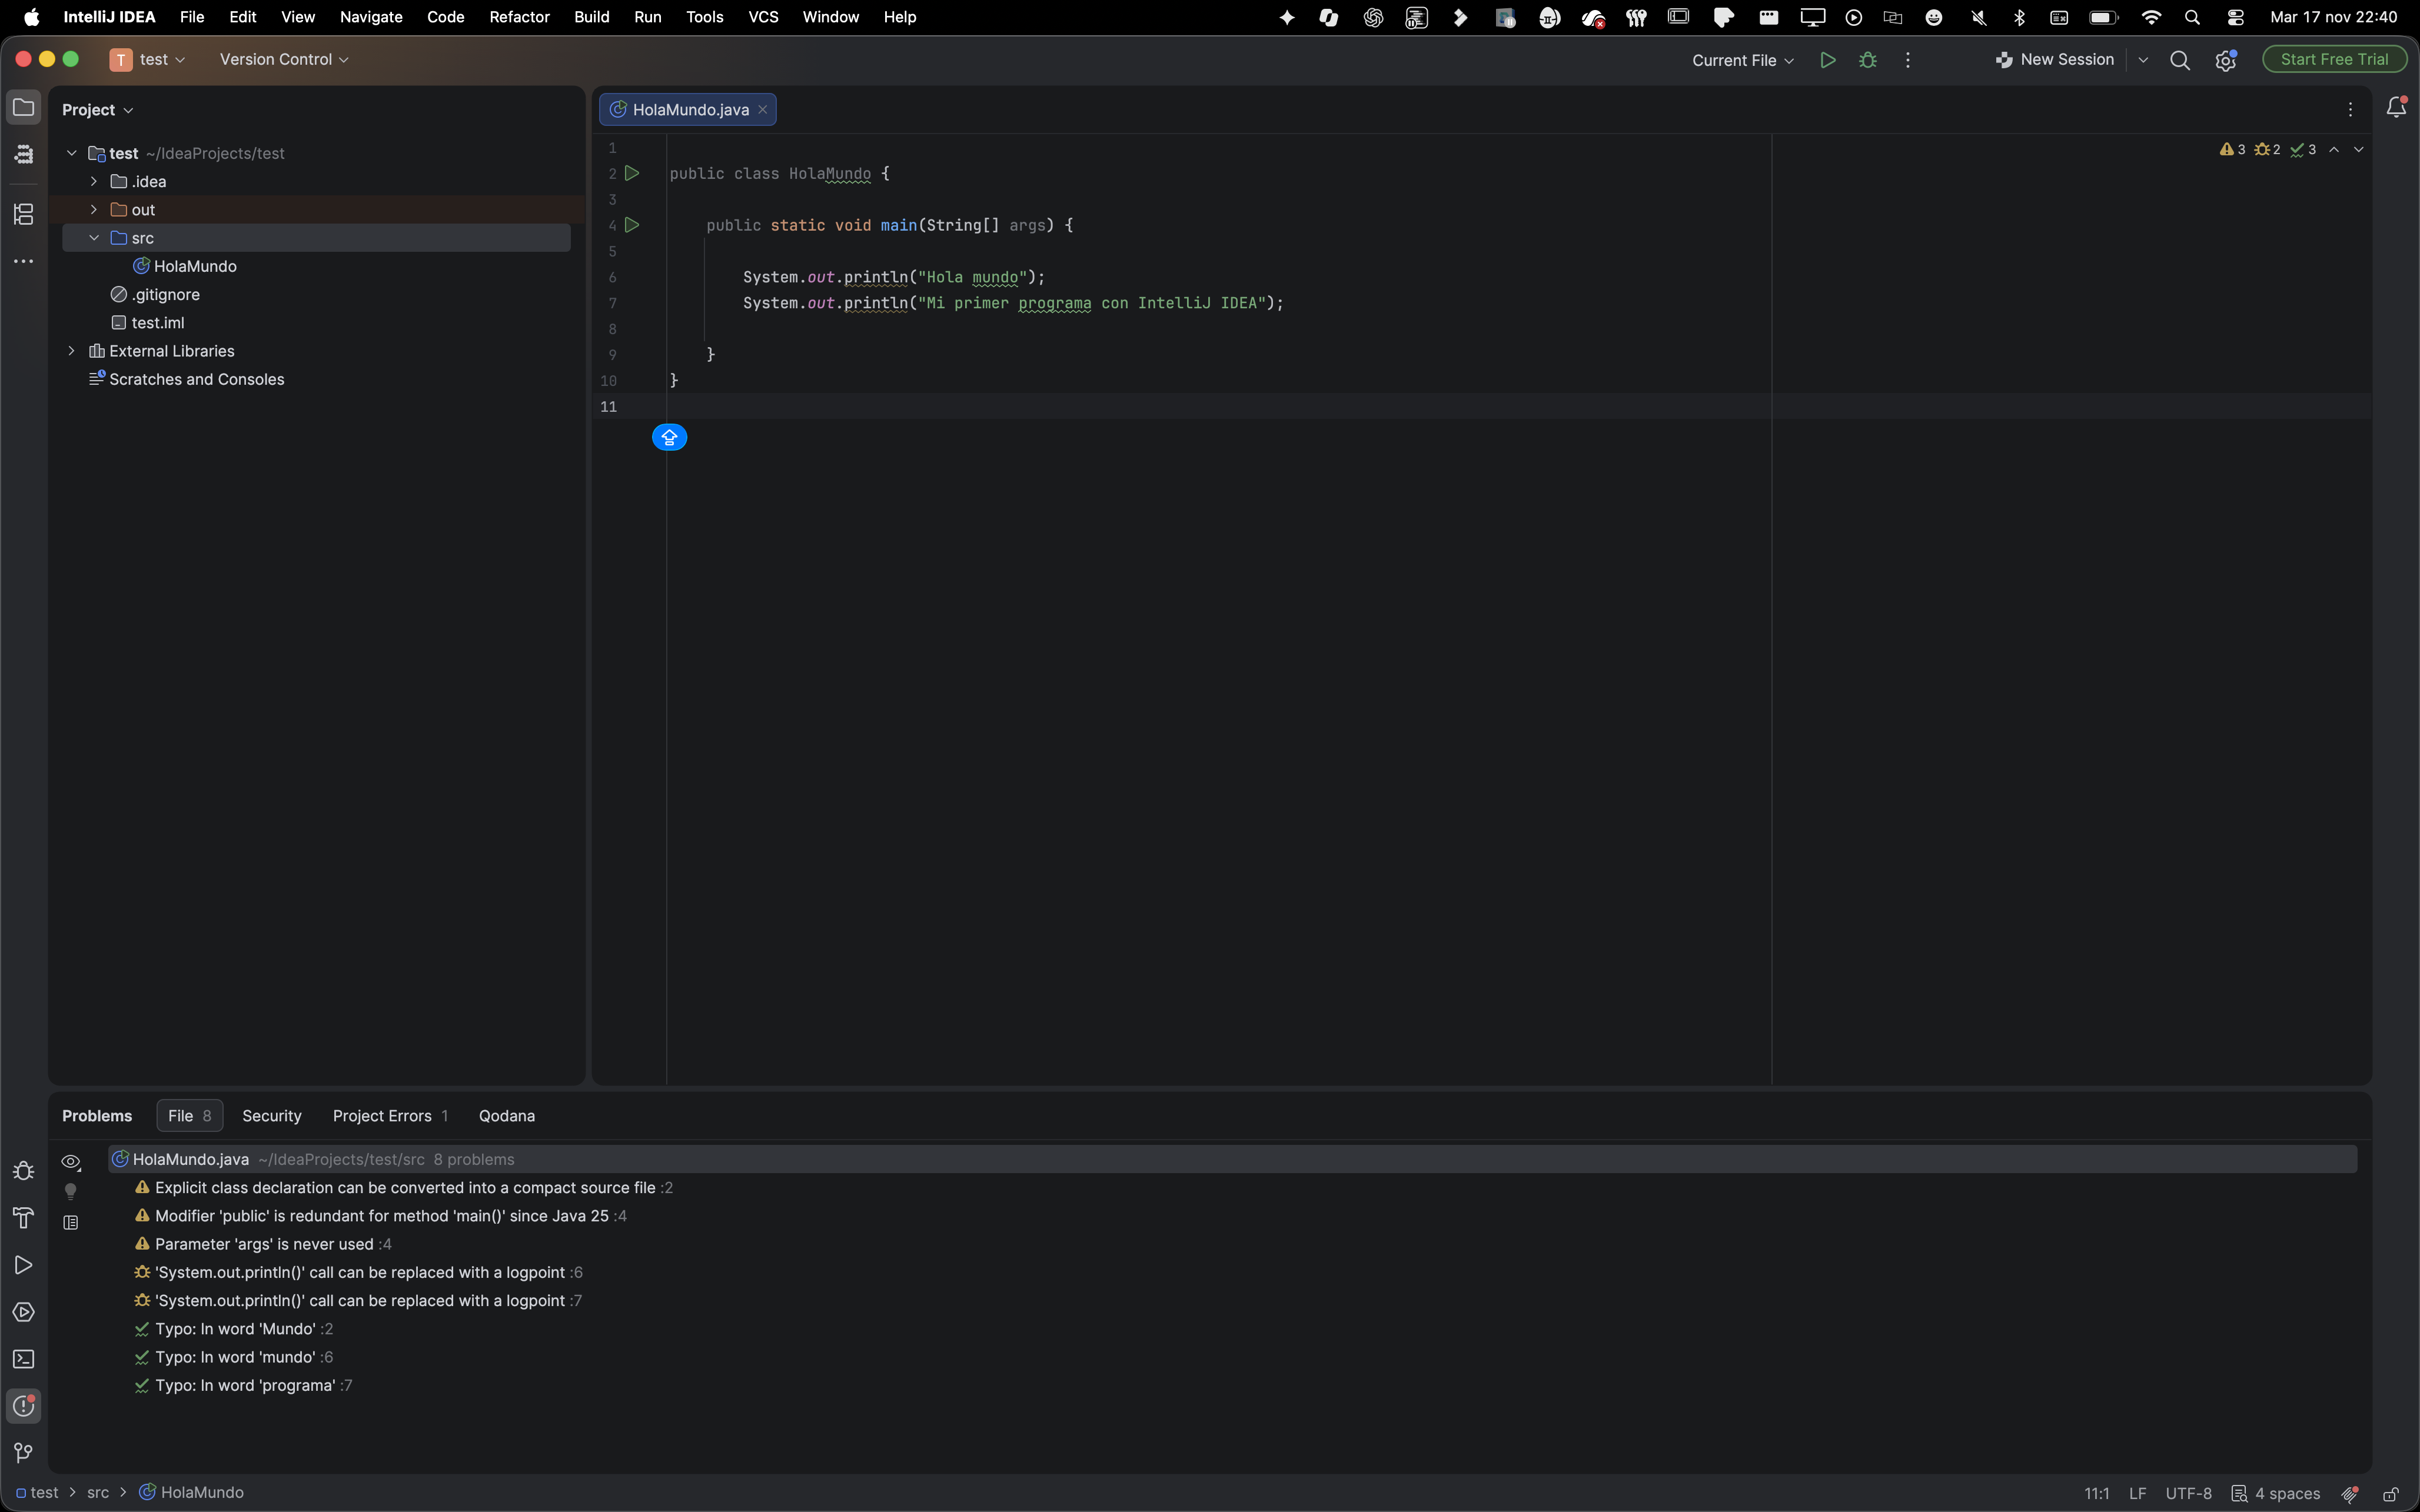 IntelliJ IDEA File Edit View Navigate Code Refactor Build Run Tools VCS Window Help Mar 17 nov 22:40
T test Version Control Current File New Session Start Free Trial
Project
test ~/IdeaProjects/test
.idea
out
src
HolaMundo
.gitignore
test.iml
External Libraries
Scratches and Consoles
HolaMundo.java
3 2 3
1
2 public class HolaMundo {
3
4 public static void main(String[] args) {
5
6 System.out.println("Hola mundo");
7 System.out.println("Mi primer programa con IntelliJ IDEA");
8
9 }
10 }
11
Problems File 8 Security Project Errors 1 Qodana
HolaMundo.java ~/IdeaProjects/test/src 8 problems
Explicit class declaration can be converted into a compact source file :2
Modifier 'public' is redundant for method 'main()' since Java 25 :4
Parameter 'args' is never used :4
'System.out.println()' call can be replaced with a logpoint :6
'System.out.println()' call can be replaced with a logpoint :7
Typo: In word 'Mundo' :2
Typo: In word 'mundo' :6
Typo: In word 'programa' :7
test > src > HolaMundo 11:1 LF UTF-8 4 spaces